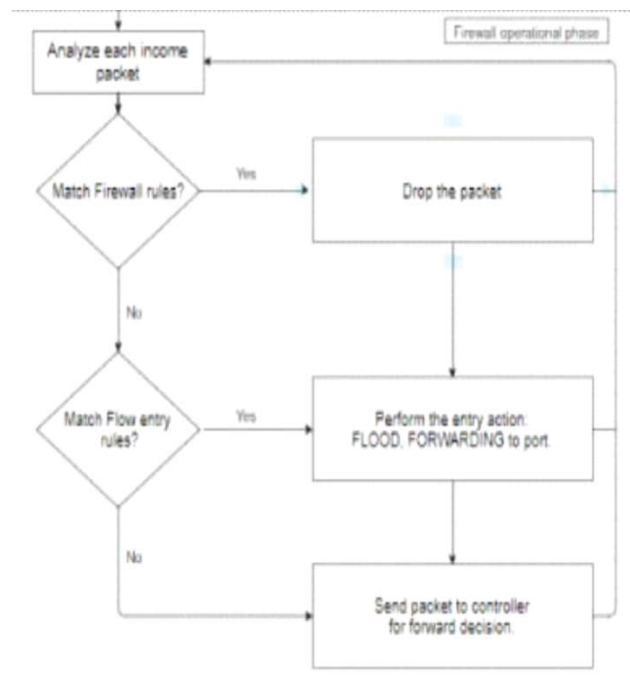 Firewall operational phase
Analyze each income
packet
Match Firewall rules?
Yes
Drop the packet
No
Match Flow entry
rules?
Yes
Perform the entry action:
FLOOD, FORWARDING to port.
No
Send packet to controller
for forward decision.